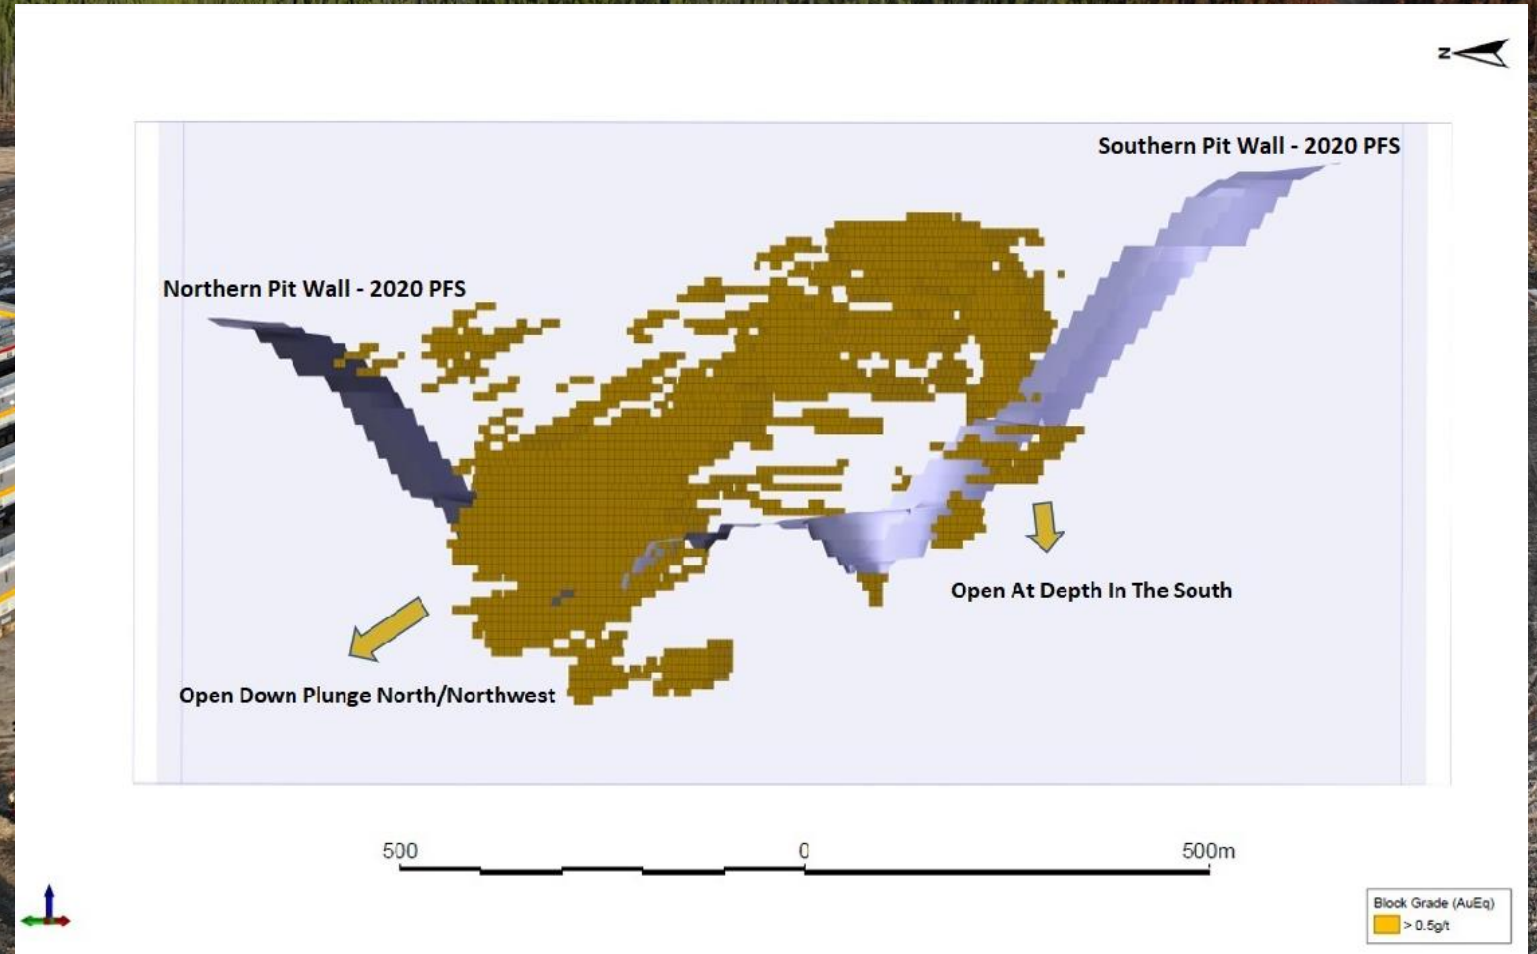 N
Southern Pit Wall - 2020 PFS
Northern Pit Wall - 2020 PFS
Open At Depth In The South
Open Down Plunge North/Northwest
500 0 500m
Block Grade (AuEq)
> 0.5g/t